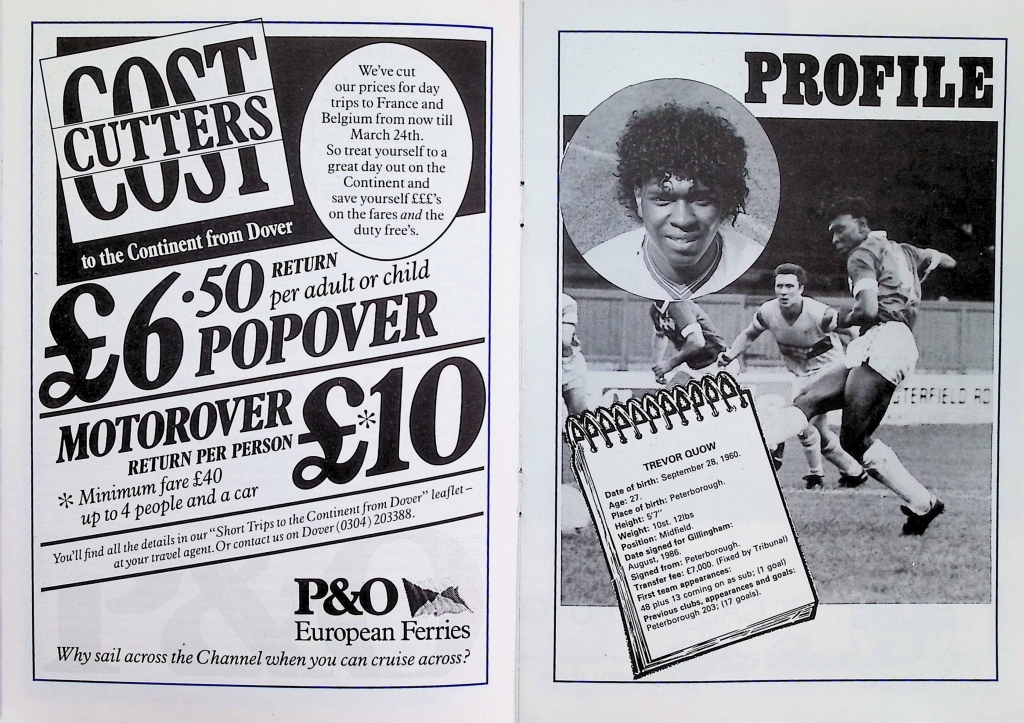 COST
CUTTERS
COST
to the Continent from Dover
We've cut
our prices for day
trips to France and
Belgium from now till
March 24th.
So treat yourself to a
great day out on the
Continent and
save yourself £££'s
on the fares and the
duty free's.
£6.50 RETURN
per adult or child
POPOVER
MOTOROVER
RETURN PER PERSON
£10*
* Minimum fare £40
up to 4 people and a car
You'll find all the details in our "Short Trips to the Continent from Dover" leaflet –
at your travel agent. Or contact us on Dover (0304) 203388.
P&O
European Ferries
Why sail across the Channel when you can cruise across?
PROFILE
STERFIELD RO
TREVOR QUOW
Date of birth: September 28, 1960.
Age: 27.
Place of birth: Peterborough.
Height: 5'7"
Weight: 10st. 12lbs
Position: Midfield.
Date signed for Gillingham:
August, 1986.
Signed from: Peterborough.
Transfer fee: £7,000. (Fixed by Tribunal)
First team appearances:
48 plus 13 coming on as sub; (1 goal)
Previous clubs, appearances and goals:
Peterborough 203; (17 goals).